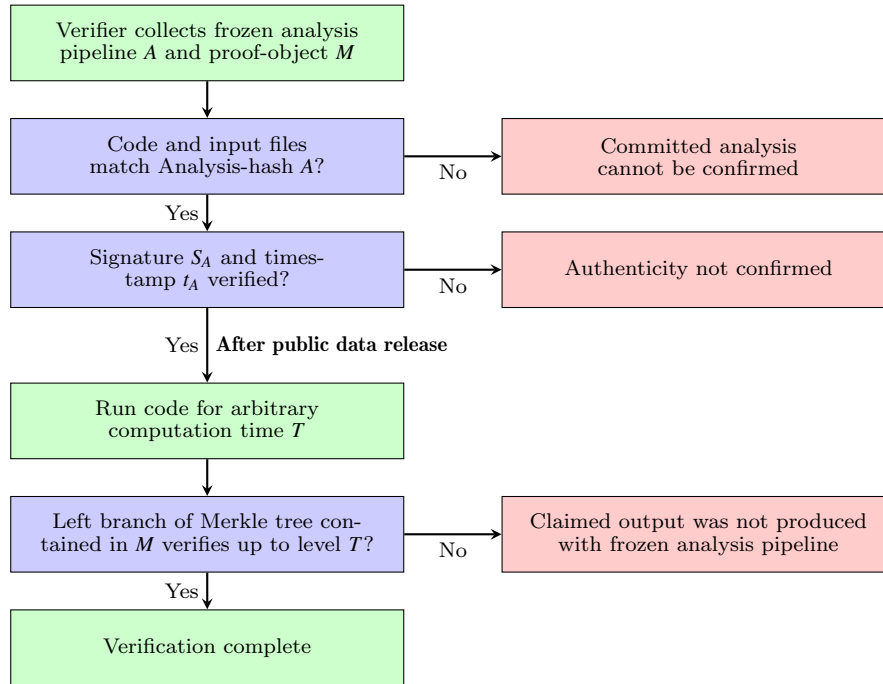 Verifier collects frozen analysis
pipeline A and proof-object M
Code and input files
match Analysis-hash A?
No
Committed analysis
cannot be confirmed
Yes
Signature S_A and times-
tamp t_A verified?
No
Authenticity not confirmed
Yes
After public data release
Run code for arbitrary
computation time T
Left branch of Merkle tree con-
tained in M verifies up to level T?
No
Claimed output was not produced
with frozen analysis pipeline
Yes
Verification complete